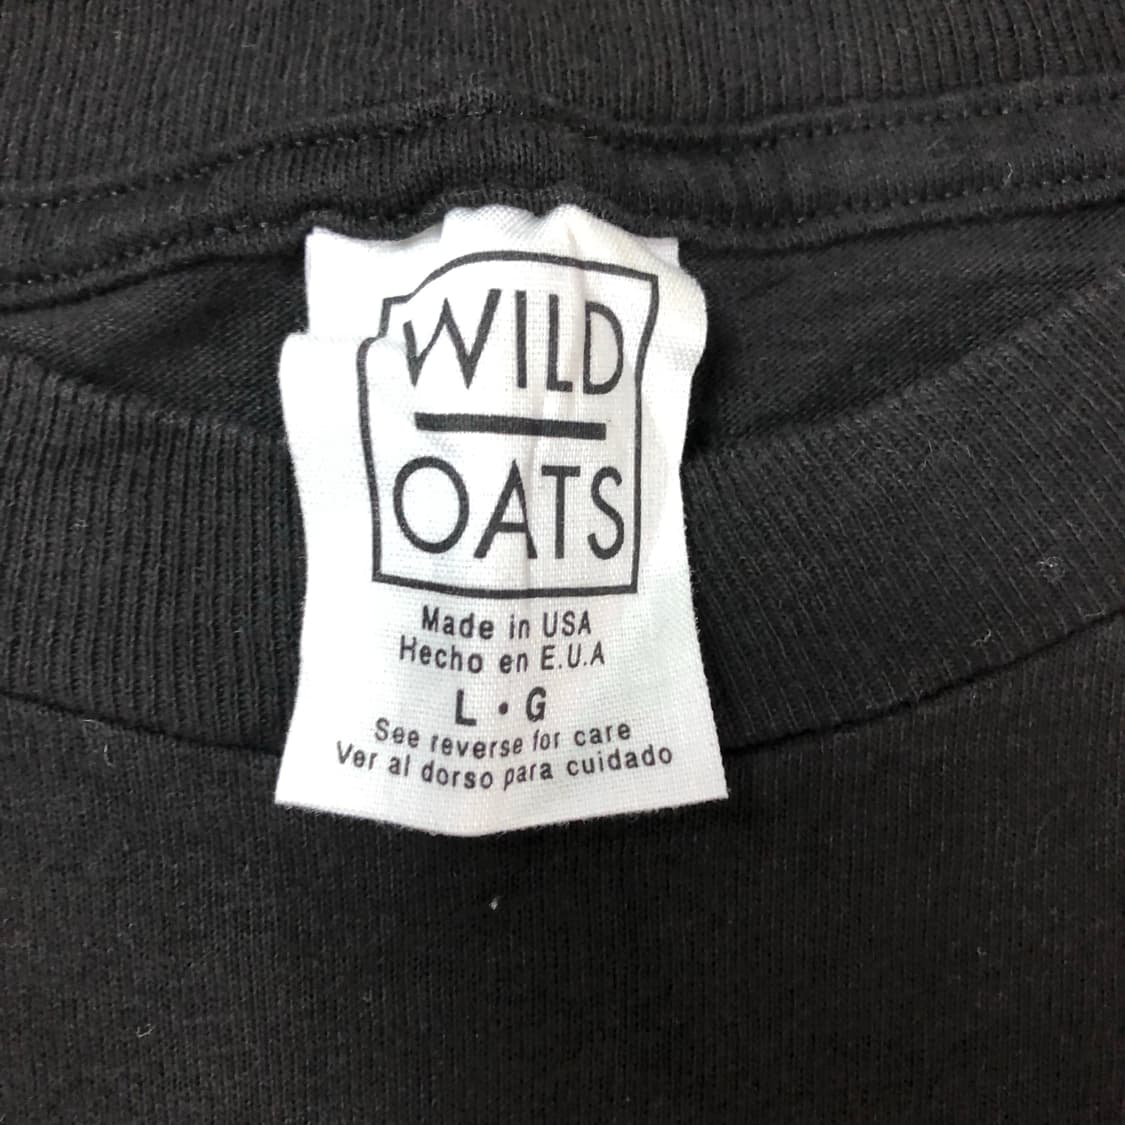 WILD
OATS
Made in USA
Hecho en E.U.A
L • G
See reverse for care
Ver al dorso para cuidado